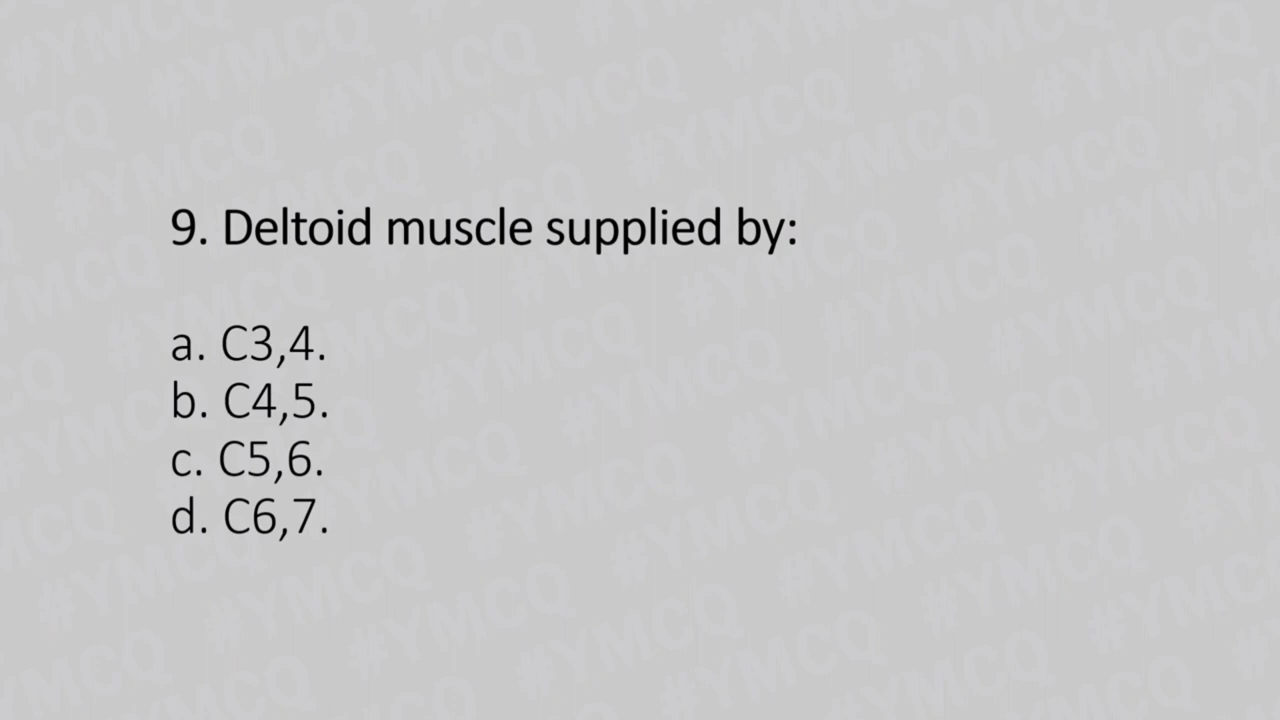 9. Deltoid muscle supplied by:
a. C3,4.
b. C4,5.
c. C5,6.
d. C6,7.